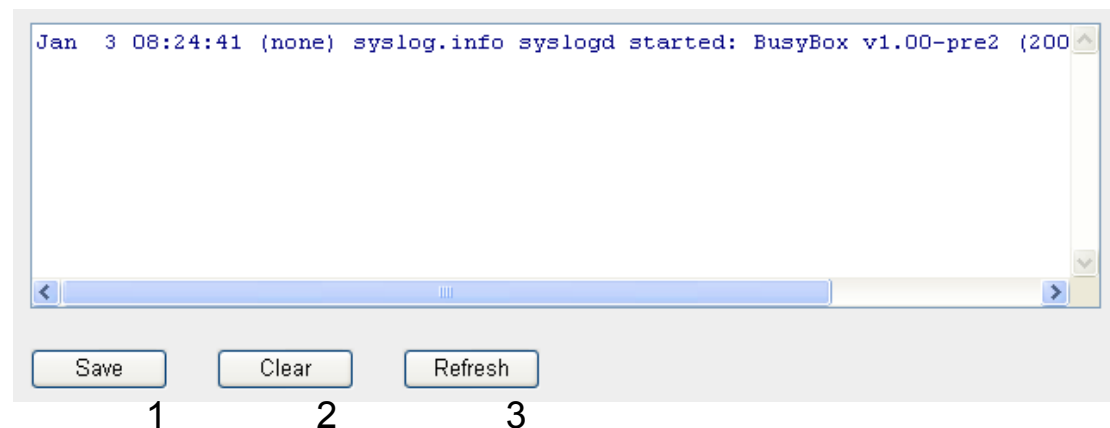 Jan  3 08:24:41 (none) syslog.info syslogd started: BusyBox v1.00-pre2 (200
Save Clear Refresh
1 2 3